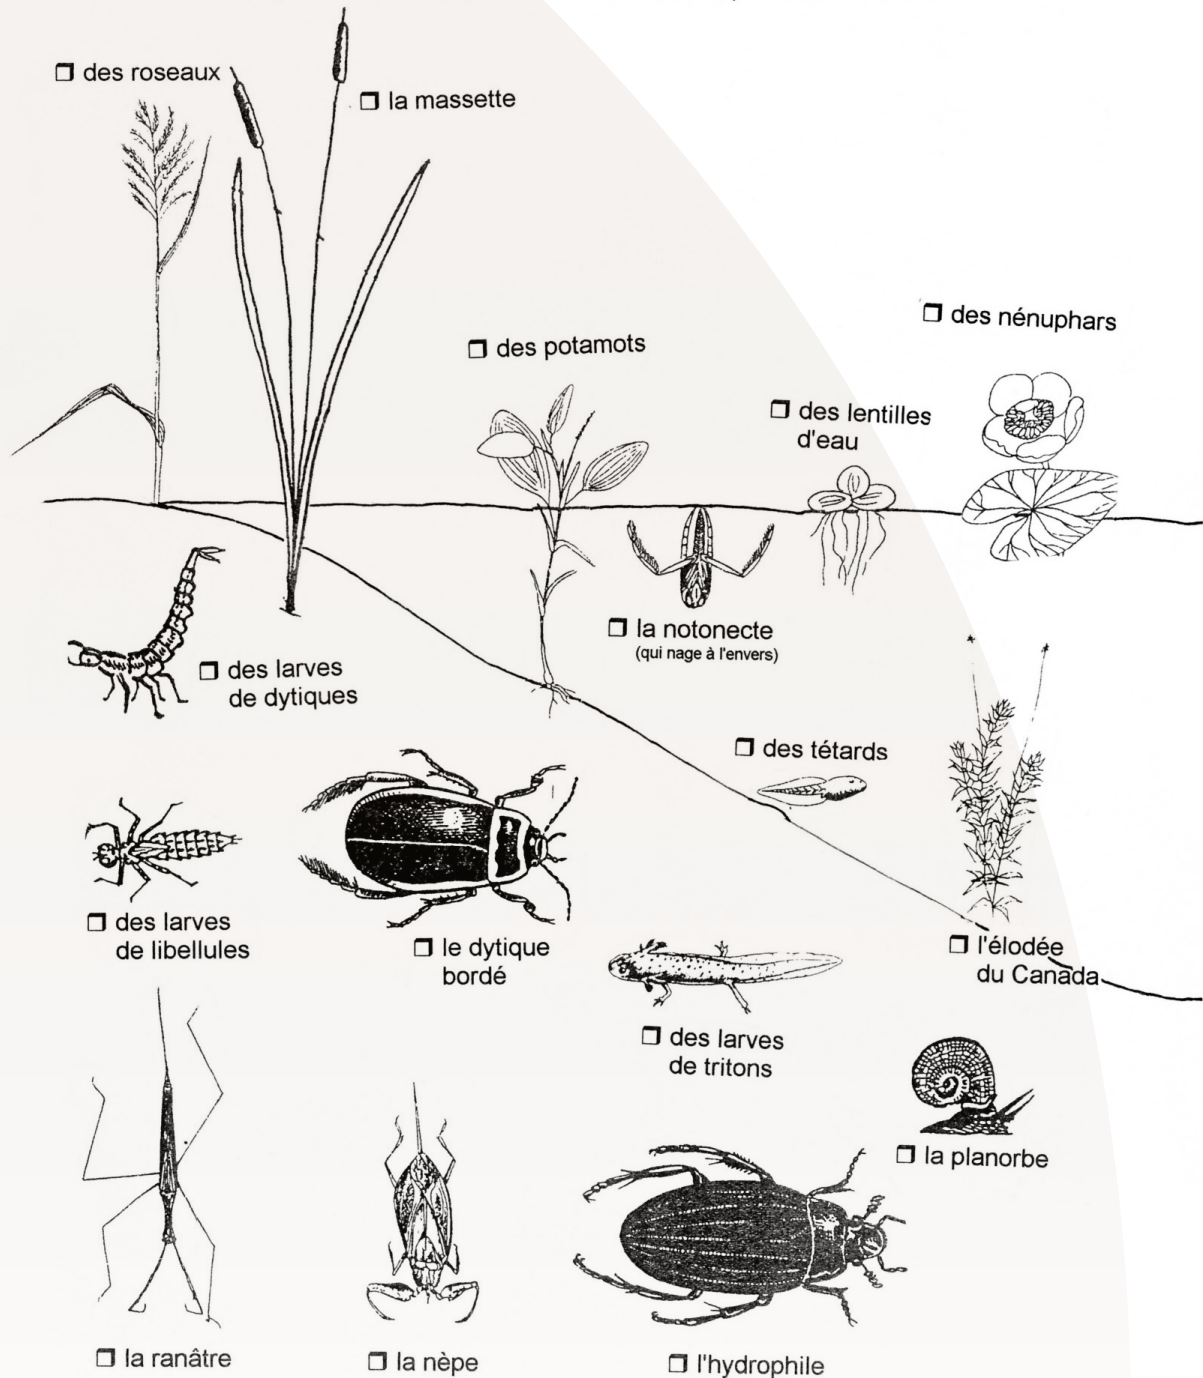 ☐ des roseaux
☐ la massette
☐ des nénuphars
☐ des potamots
☐ des lentilles
d'eau
☐ la notonecte
(qui nage à l'envers)
☐ des larves
de dytiques
☐ des tétards
☐ des larves
de libellules
☐ le dytique
bordé
☐ l'élodée
du Canada
☐ des larves
de tritons
☐ la planorbe
☐ la ranâtre
☐ la nèpe
☐ l'hydrophile